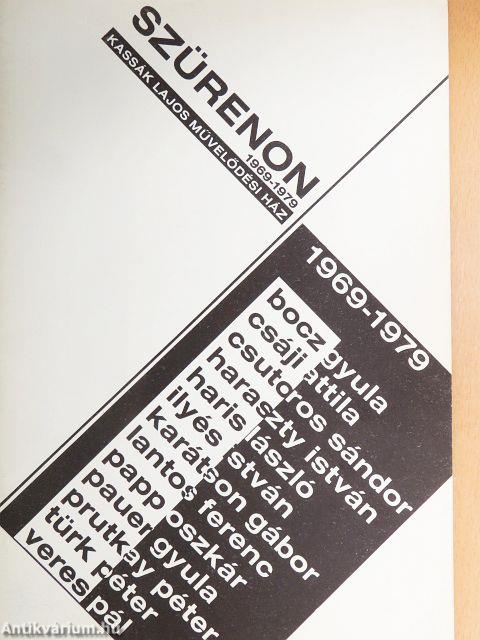 SZÜRENON
1969-1979
KASSÁK LAJOS MŰVELŐDÉSI HÁZ
1969-1979
bocz gyula
csáji attila
csutoros sándor
haraszty istván
haris lászló
ilyés istván
karátson gábor
lantos ferenc
papp oszkár
pauer gyula
prutkay péter
türk péter
veres pál
Antikvárium.hu